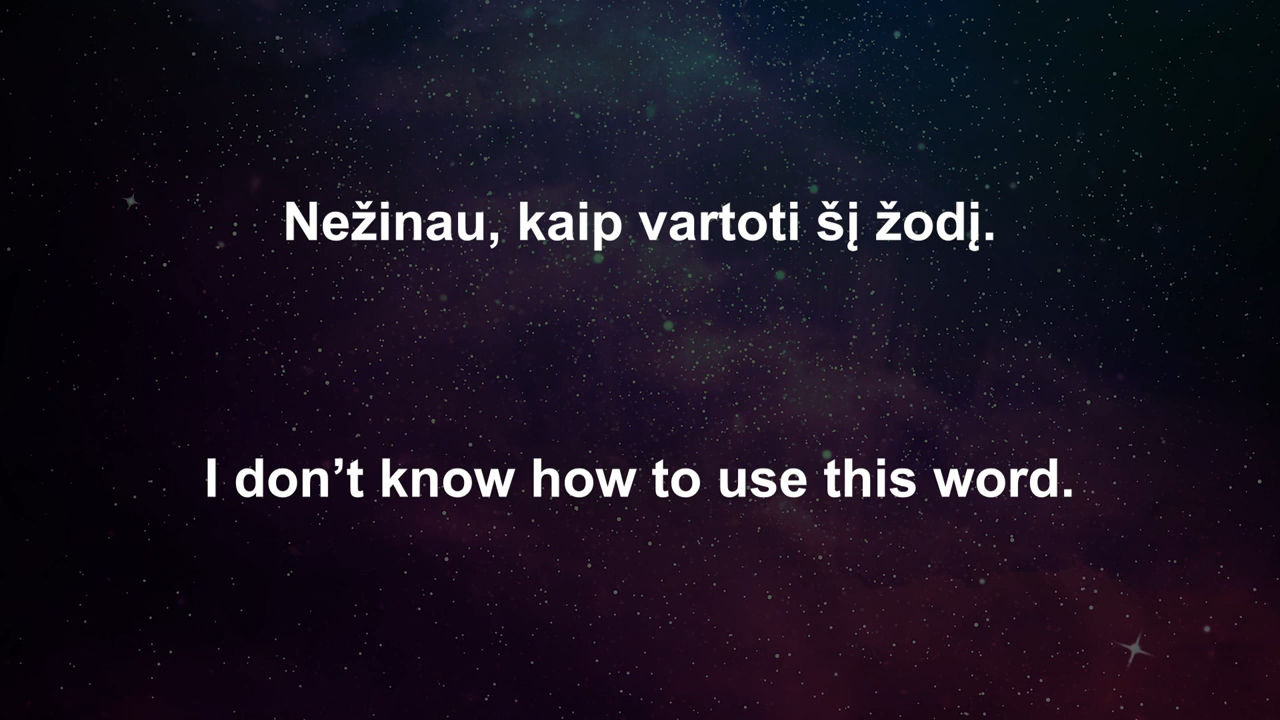 Nežinau, kaip vartoti šį žodį.
I don’t know how to use this word.